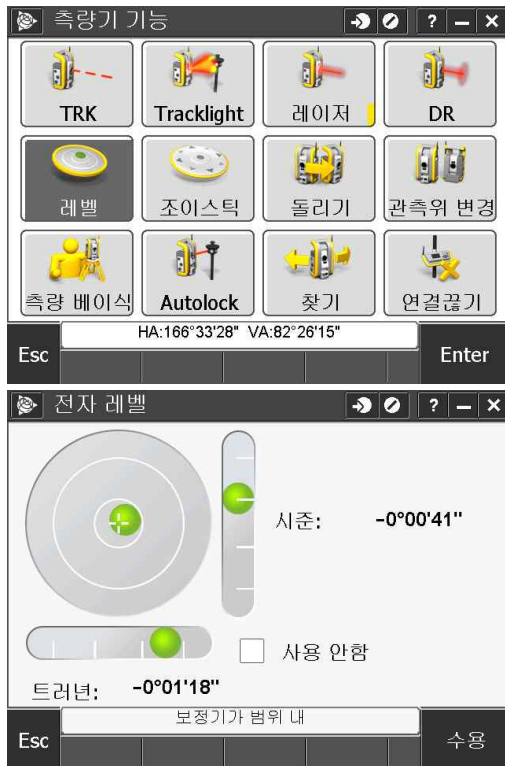 측량기 기능
?
TRK
Tracklight
레이저
DR
레벨
조이스틱
돌리기
관측위 변경
측량 베이식
Autolock
찾기
연결끊기
HA:166°33'28" VA:82°26'15"
Esc
Enter
전자 레벨
?
시준: -0°00'41"
사용 안함
트러년: -0°01'18"
보정기가 범위 내
Esc
수용